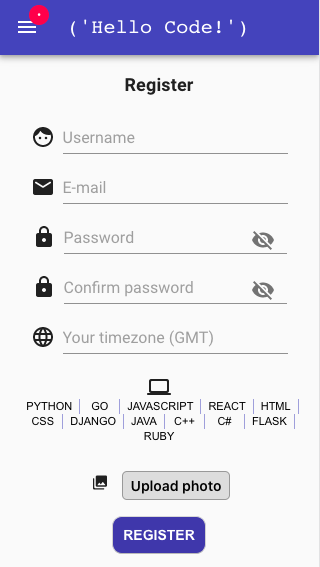 ('Hello Code!')
Register
Username
E-mail
Password
Confirm password
Your timezone (GMT)
PYTHON | GO | JAVASCRIPT | REACT | HTML |
CSS | DJANGO | JAVA | C++ | C# | FLASK |
RUBY
Upload photo
REGISTER